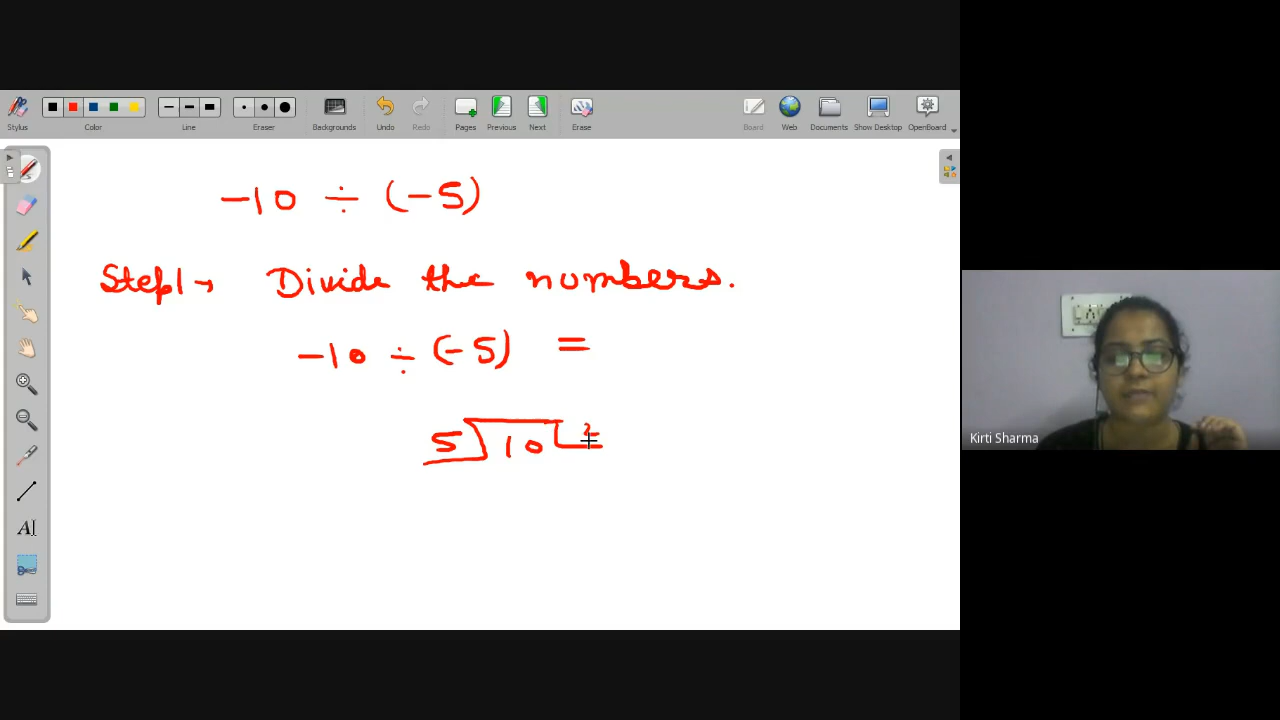 Stylus
Color
Line
Eraser
Backgrounds
Undo
Redo
Pages
Previous
Next
Erase
Board
Web
Documents
Show Desktop
OpenBoard
-10 ÷ (-5)
Step1→ Divide the numbers.
-10 ÷ (-5) =
5 10 2
Kirti Sharma